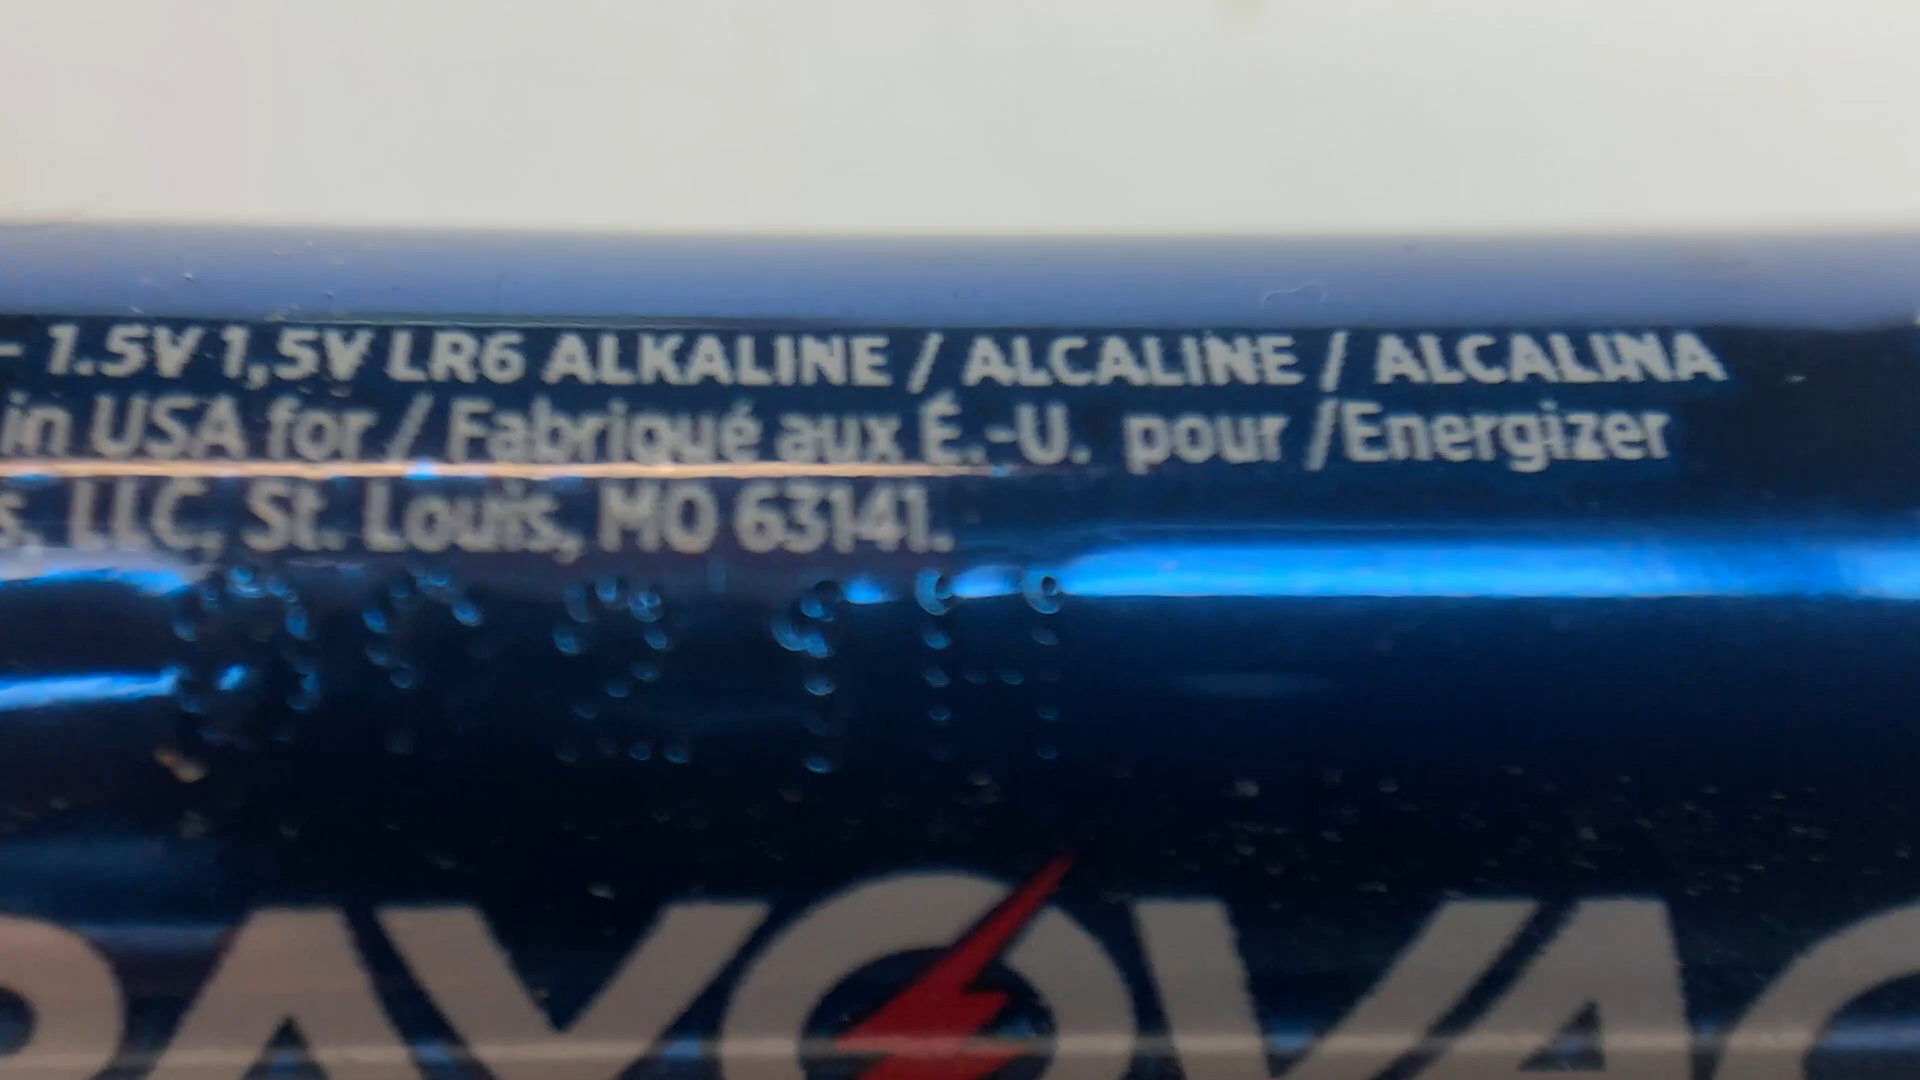 - 1.5V 1,5V LR6 ALKALINE / ALCALINE / ALCALINA
in USA for / Fabriqué aux É.-U. pour /Energizer
s, LLC, St. Louis, MO 63141.
RAYOVAC